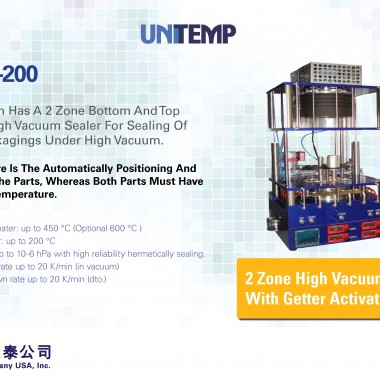 UNITEMP
-200
Has A 2 Zone Bottom And Top
gh Vacuum Sealer For Sealing Of
kagings Under High Vacuum.
re Is The Automatically Positioning And
he Parts, Whereas Both Parts Must Have
emperature.
eater: up to 450 °C (Optional 600 °C )
: up to 200 °C
p to 10-6 hPa with high reliability hermetically sealing.
rate up to 20 K/min (in vacuum)
wn rate up to 20 K/min (dto.)
2 Zone High Vacuum
With Getter Activat
泰公司
any USA, Inc.